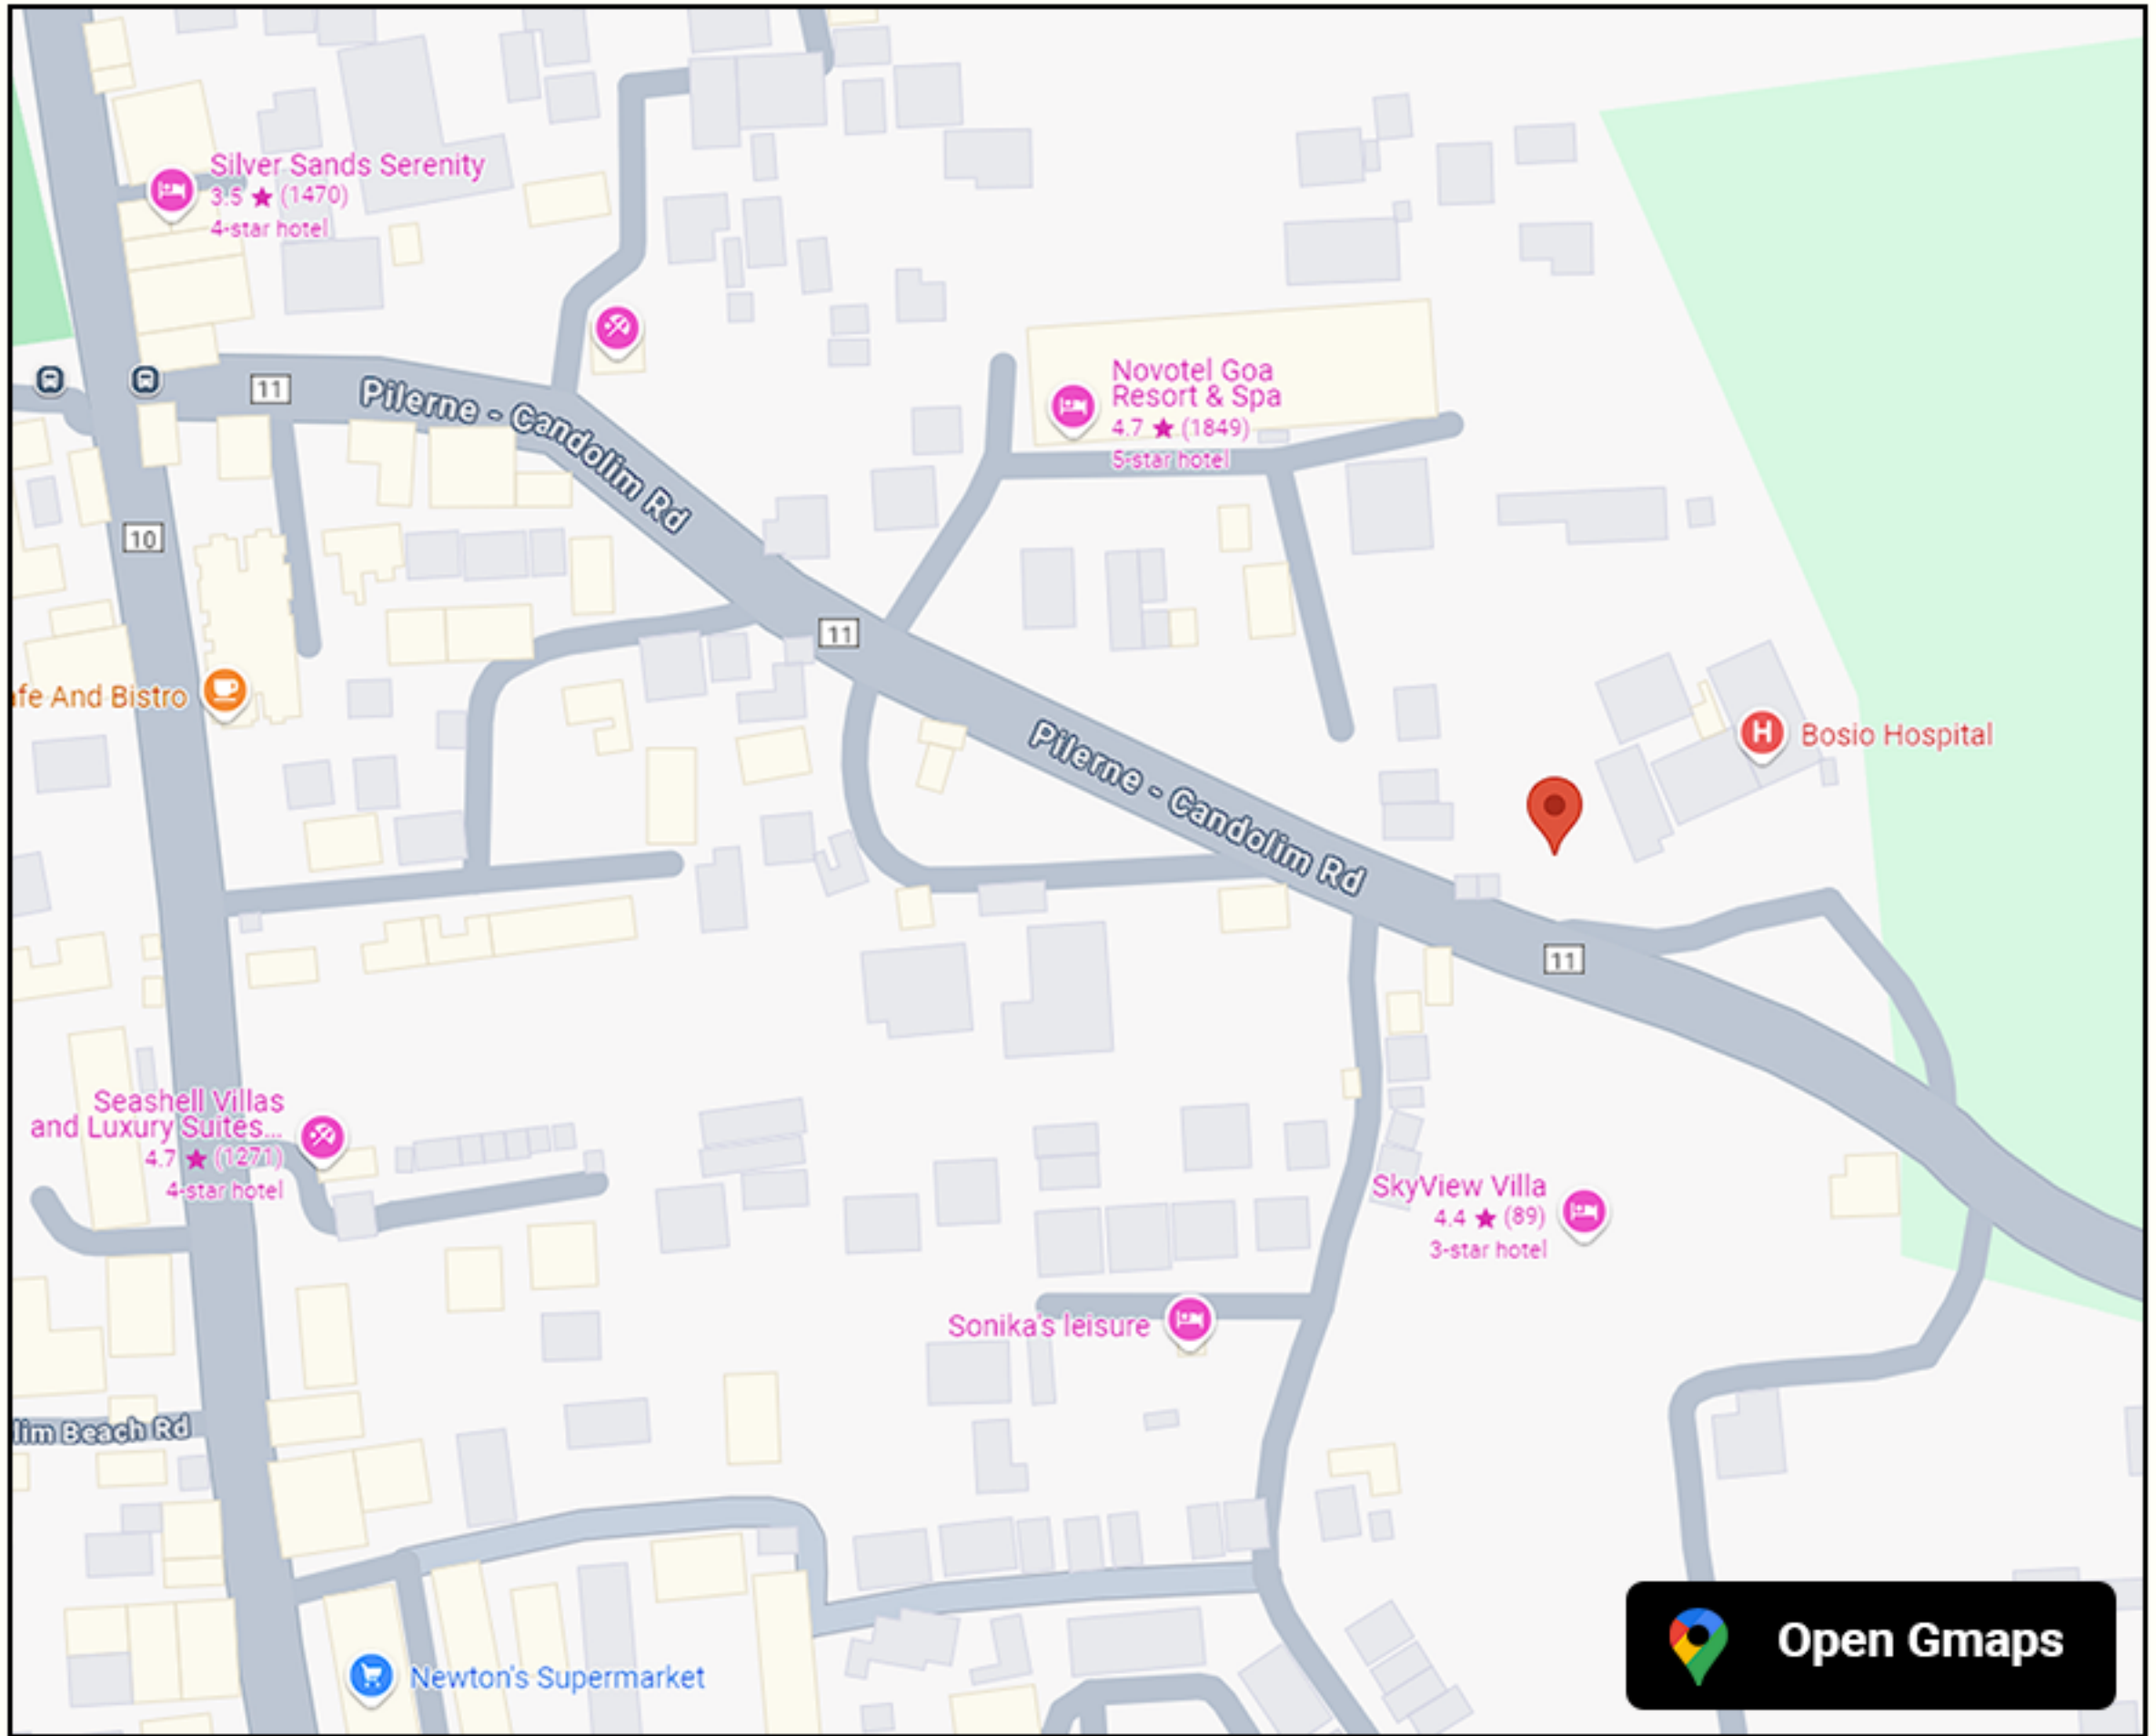 Silver Sands Serenity
3.5 ★ (1470)
4-star hotel
11
Pilerne - Candolim Rd
Novotel Goa
Resort & Spa
4.7 ★ (1849)
5-star hotel
10
11
afe And Bistro
Pilerne - Candolim Rd
H
Bosio Hospital
11
Seashell Villas
and Luxury Suites...
4.7 ★ (1271)
4-star hotel
SkyView Villa
4.4 ★ (89)
3-star hotel
Sonika's leisure
lim Beach Rd
Newton's Supermarket
Open Gmaps